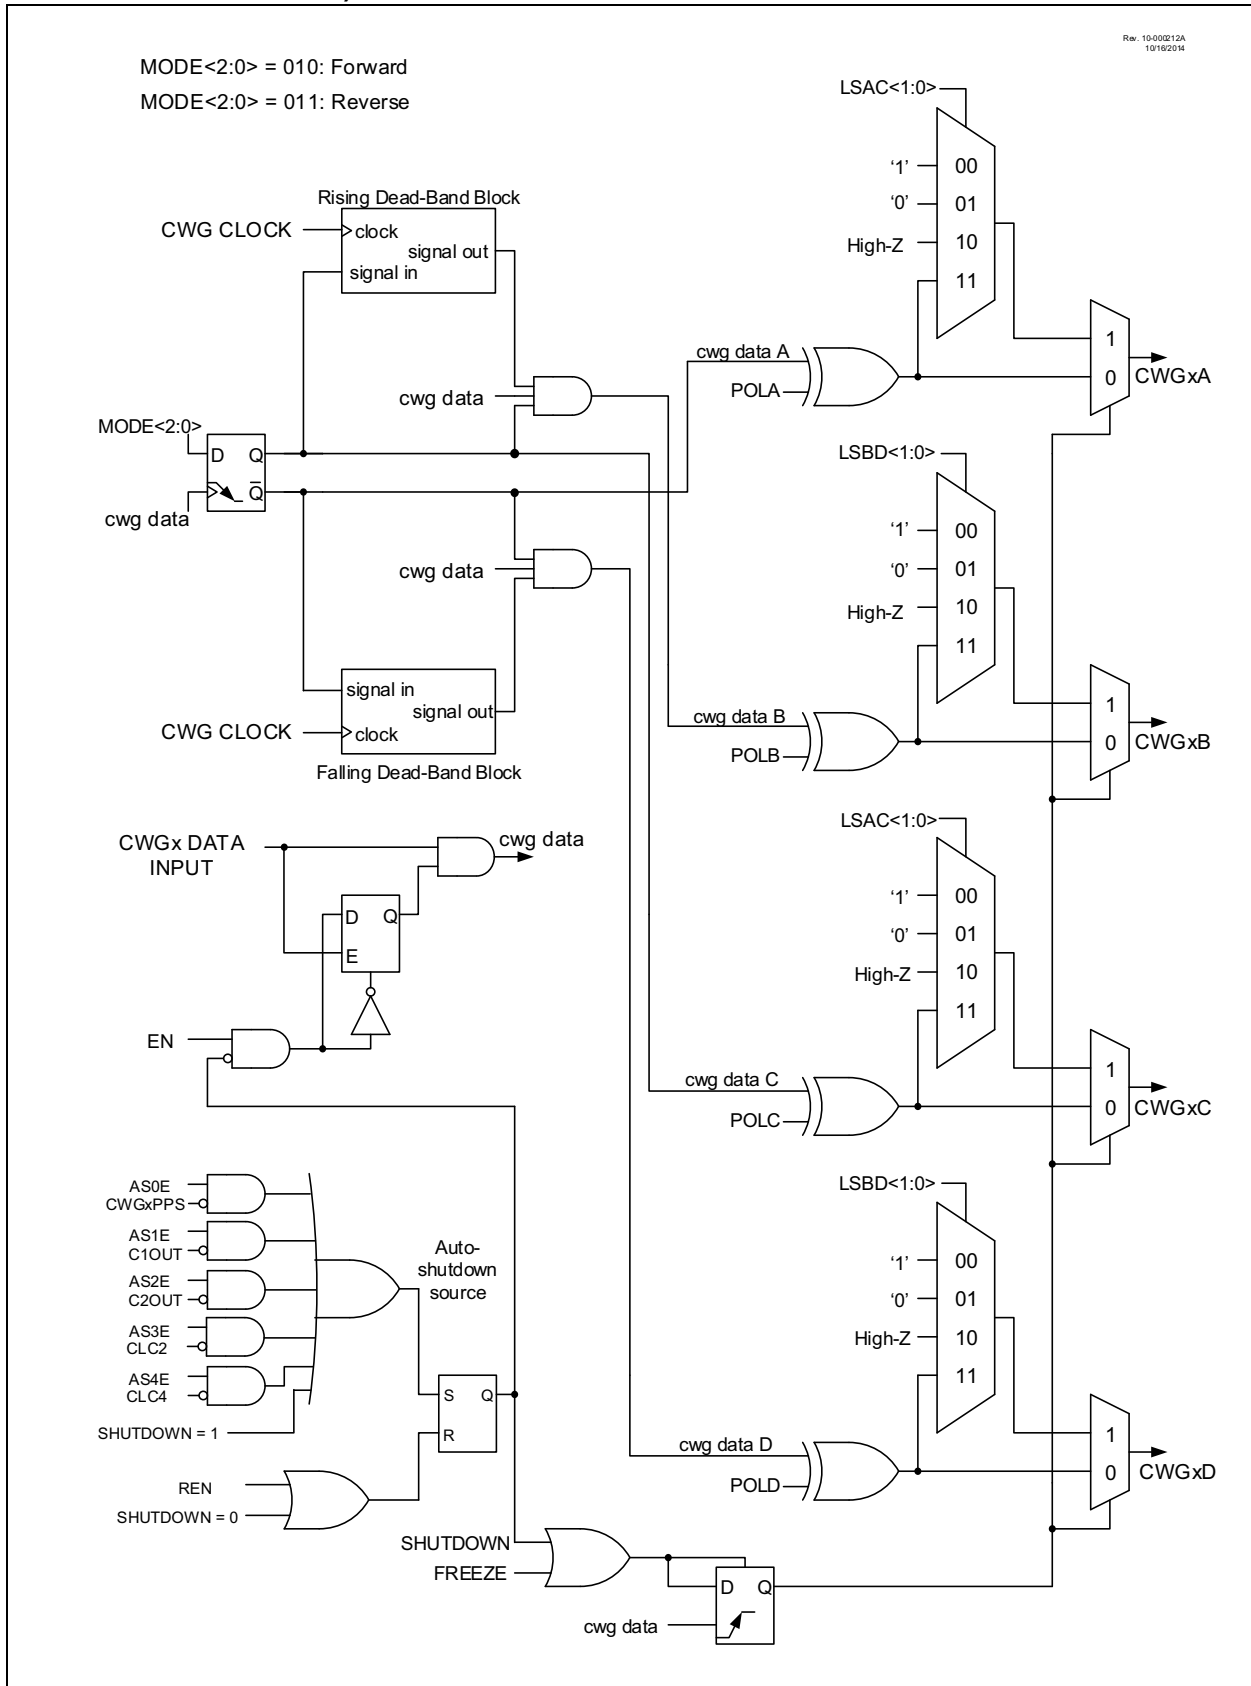 Rev. 10-000212A
10/16/2014
MODE<2:0> = 010: Forward
MODE<2:0> = 011: Reverse
LSAC<1:0>
'1'
00
'0'
01
High-Z
10
11
1
0
CWGxA
Rising Dead-Band Block
CWG CLOCK
clock
signal out
signal in
cwg data A
POLA
cwg data
MODE<2:0>
D
Q
Q
cwg data
cwg data
LSBD<1:0>
'1'
00
'0'
01
High-Z
10
11
1
0
CWGxB
signal in
signal out
CWG CLOCK
clock
Falling Dead-Band Block
cwg data B
POLB
CWGx DATA
INPUT
cwg data
D
Q
E
EN
LSAC<1:0>
'1'
00
'0'
01
High-Z
10
11
1
0
CWGxC
cwg data C
POLC
AS0E
CWGxPPS
AS1E
C1OUT
AS2E
C2OUT
AS3E
CLC2
AS4E
CLC4
SHUTDOWN = 1
Auto-
shutdown
source
S
Q
R
REN
SHUTDOWN = 0
LSBD<1:0>
'1'
00
'0'
01
High-Z
10
11
1
0
CWGxD
cwg data D
POLD
SHUTDOWN
FREEZE
D
Q
cwg data